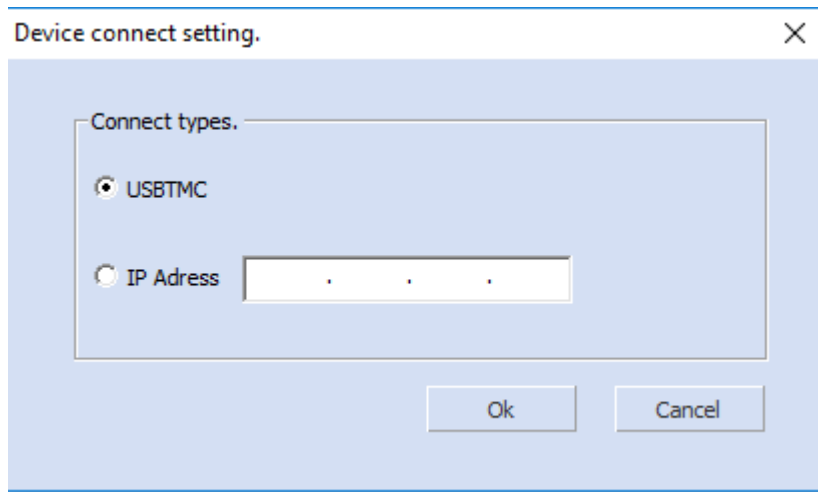 Device connect setting.
Connect types.
USBTMC
IP Adress . . .
Ok Cancel